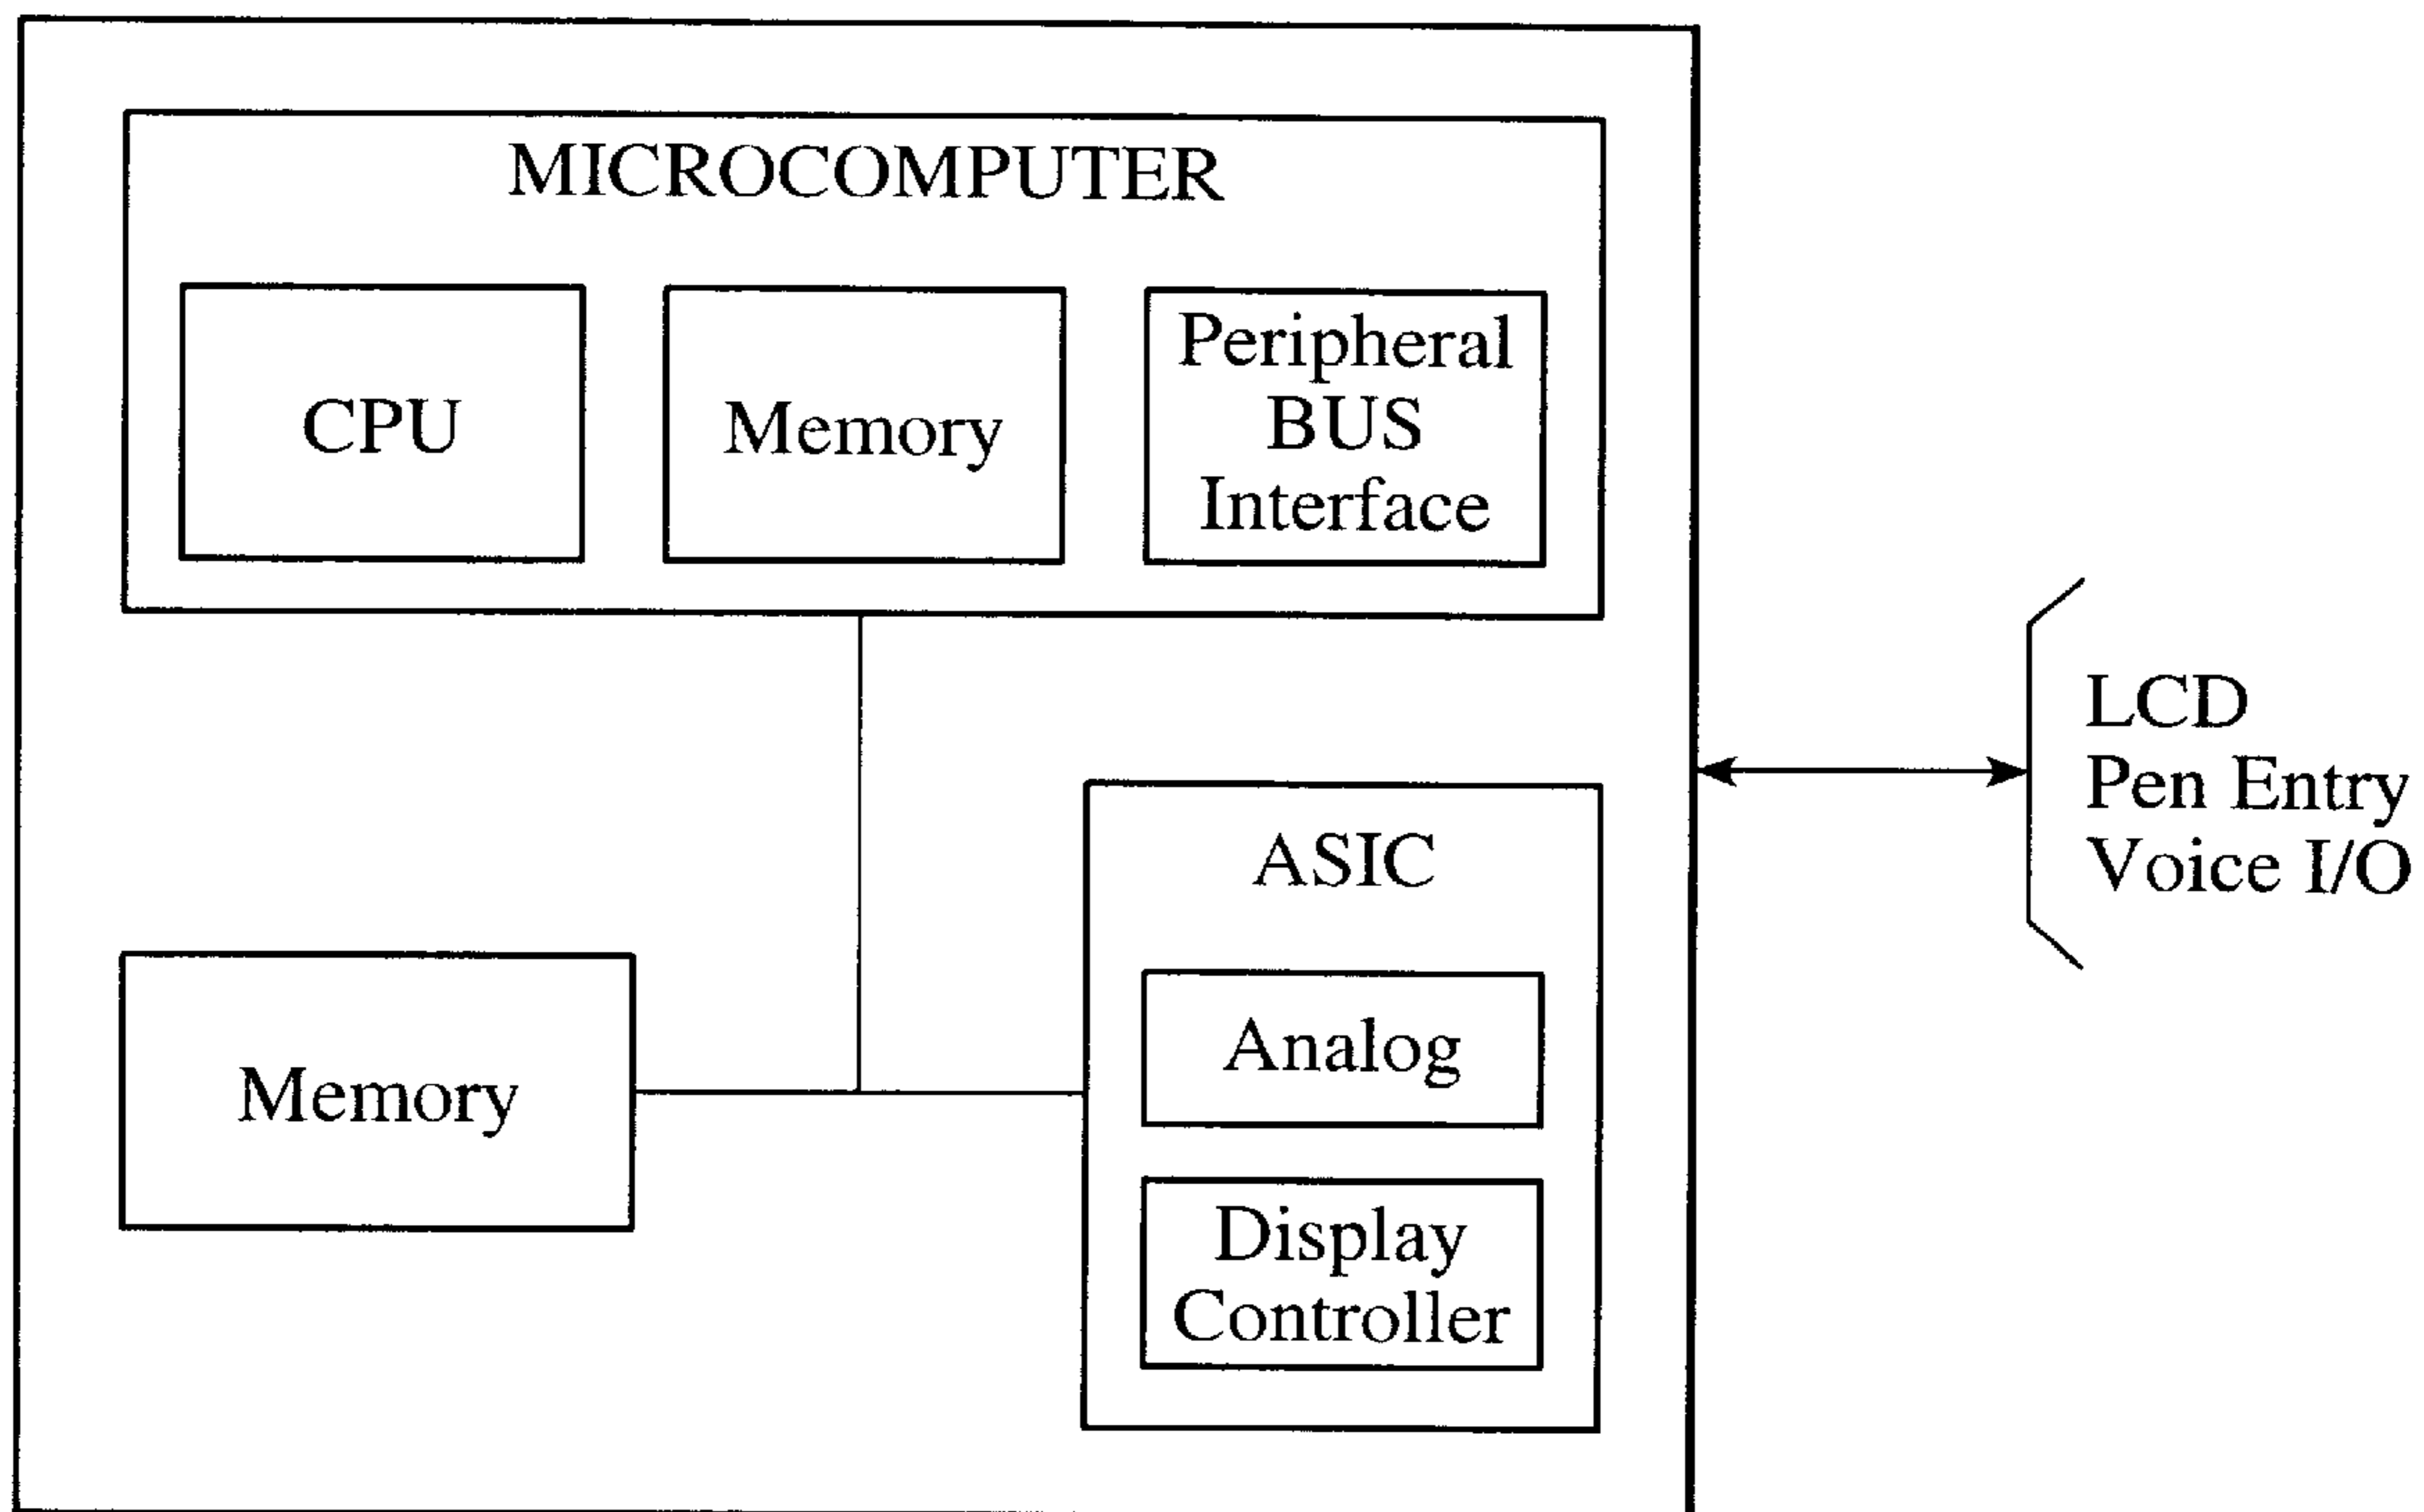 MICROCOMPUTER
CPU
Memory
Peripheral
BUS
Interface
LCD
Pen Entry
Voice I/O
ASIC
Analog
Memory
Display
Controller